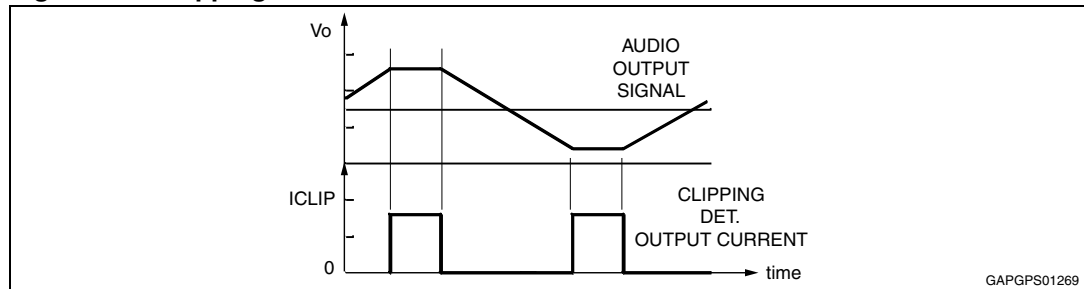 Vo
AUDIO
OUTPUT
SIGNAL
ICLIP
CLIPPING
DET.
OUTPUT CURRENT
0
time
GAPGPS01269